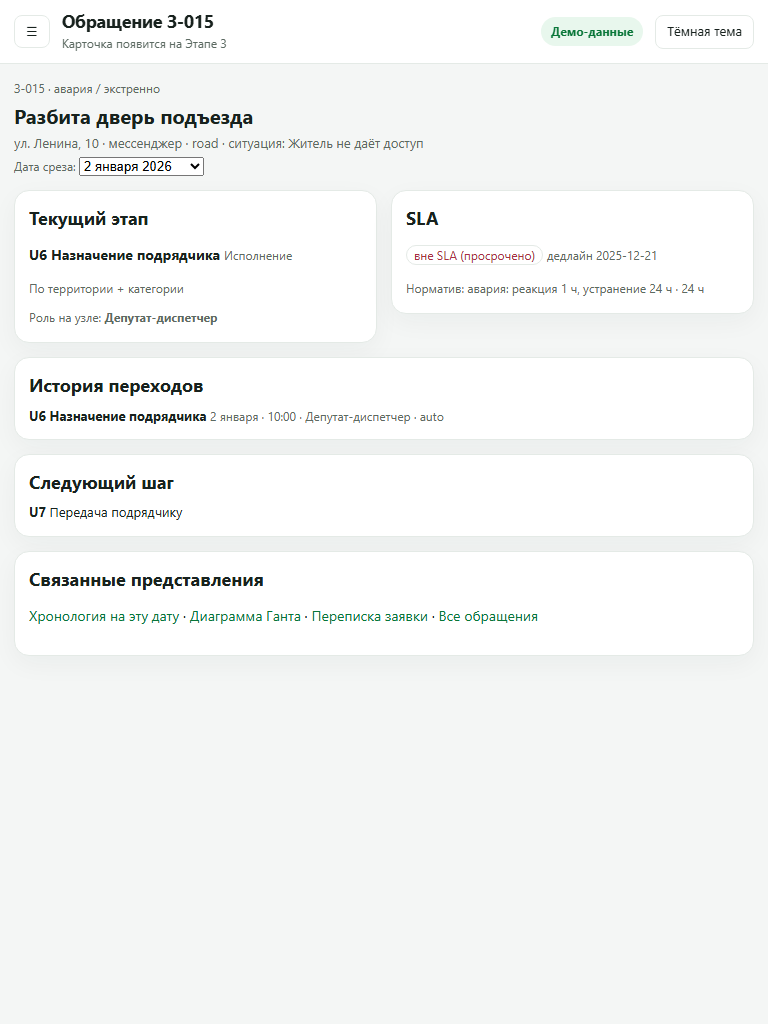 ☰
Обращение З-015
Карточка появится на Этапе 3
Демо-данные
Тёмная тема
З-015 · авария / экстренно
Разбита дверь подъезда
ул. Ленина, 10 · мессенджер · road · ситуация: Житель не даёт доступ
Дата среза: 2 января 2026
Текущий этап
U6 Назначение подрядчика Исполнение
По территории + категории
Роль на узле: Депутат-диспетчер
SLA
вне SLA (просрочено) дедлайн 2025-12-21
Норматив: авария: реакция 1 ч, устранение 24 ч · 24 ч
История переходов
U6 Назначение подрядчика 2 января · 10:00 · Депутат-диспетчер · auto
Следующий шаг
U7 Передача подрядчику
Связанные представления
Хронология на эту дату · Диаграмма Ганта · Переписка заявки · Все обращения